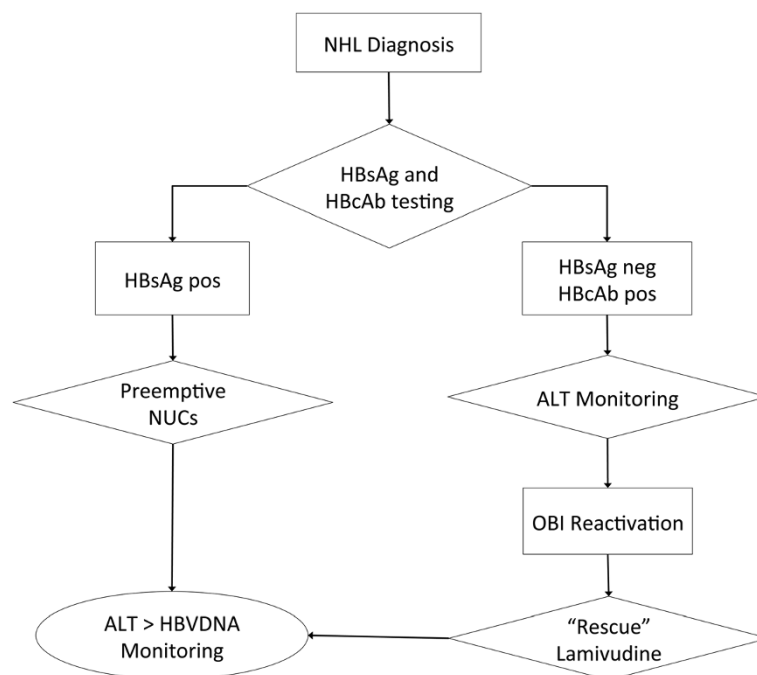 NHL Diagnosis
HBsAg and
HBcAb testing
HBsAg pos
HBsAg neg
HBcAb pos
Preemptive
NUCs
ALT Monitoring
OBI Reactivation
ALT > HBVDNA
Monitoring
“Rescue”
Lamivudine